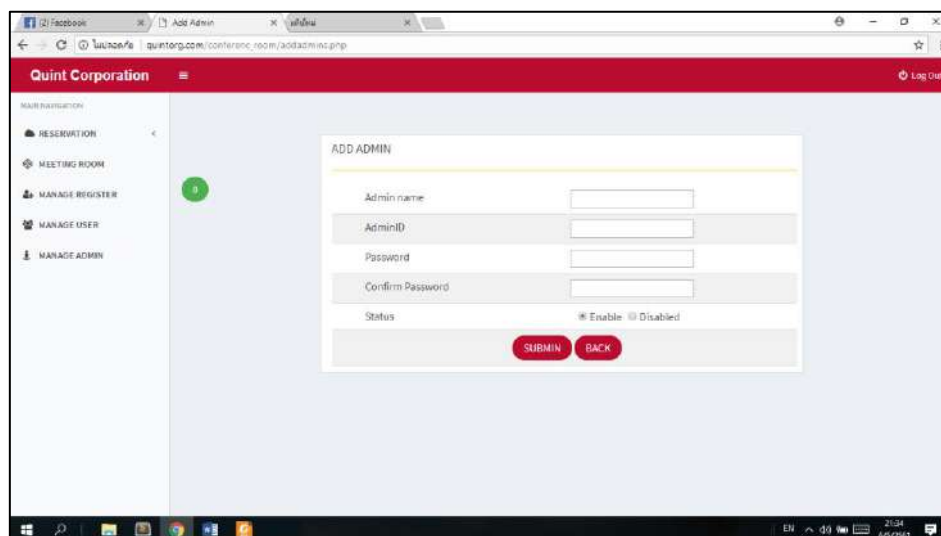 (2) Facebook
Add Admin
แท็บใหม่
ไม่ปลอดภัย quintorg.com/conferenc_room/addadmins.php
Quint Corporation
Log Out
MAIN NAVIGATION
RESERVATION
MEETING ROOM
MANAGE REGISTER
0
MANAGE USER
MANAGE ADMIN
ADD ADMIN
Admin name
AdminID
Password
Confirm Password
Status
Enable Disabled
SUBMIN BACK
EN
21:34